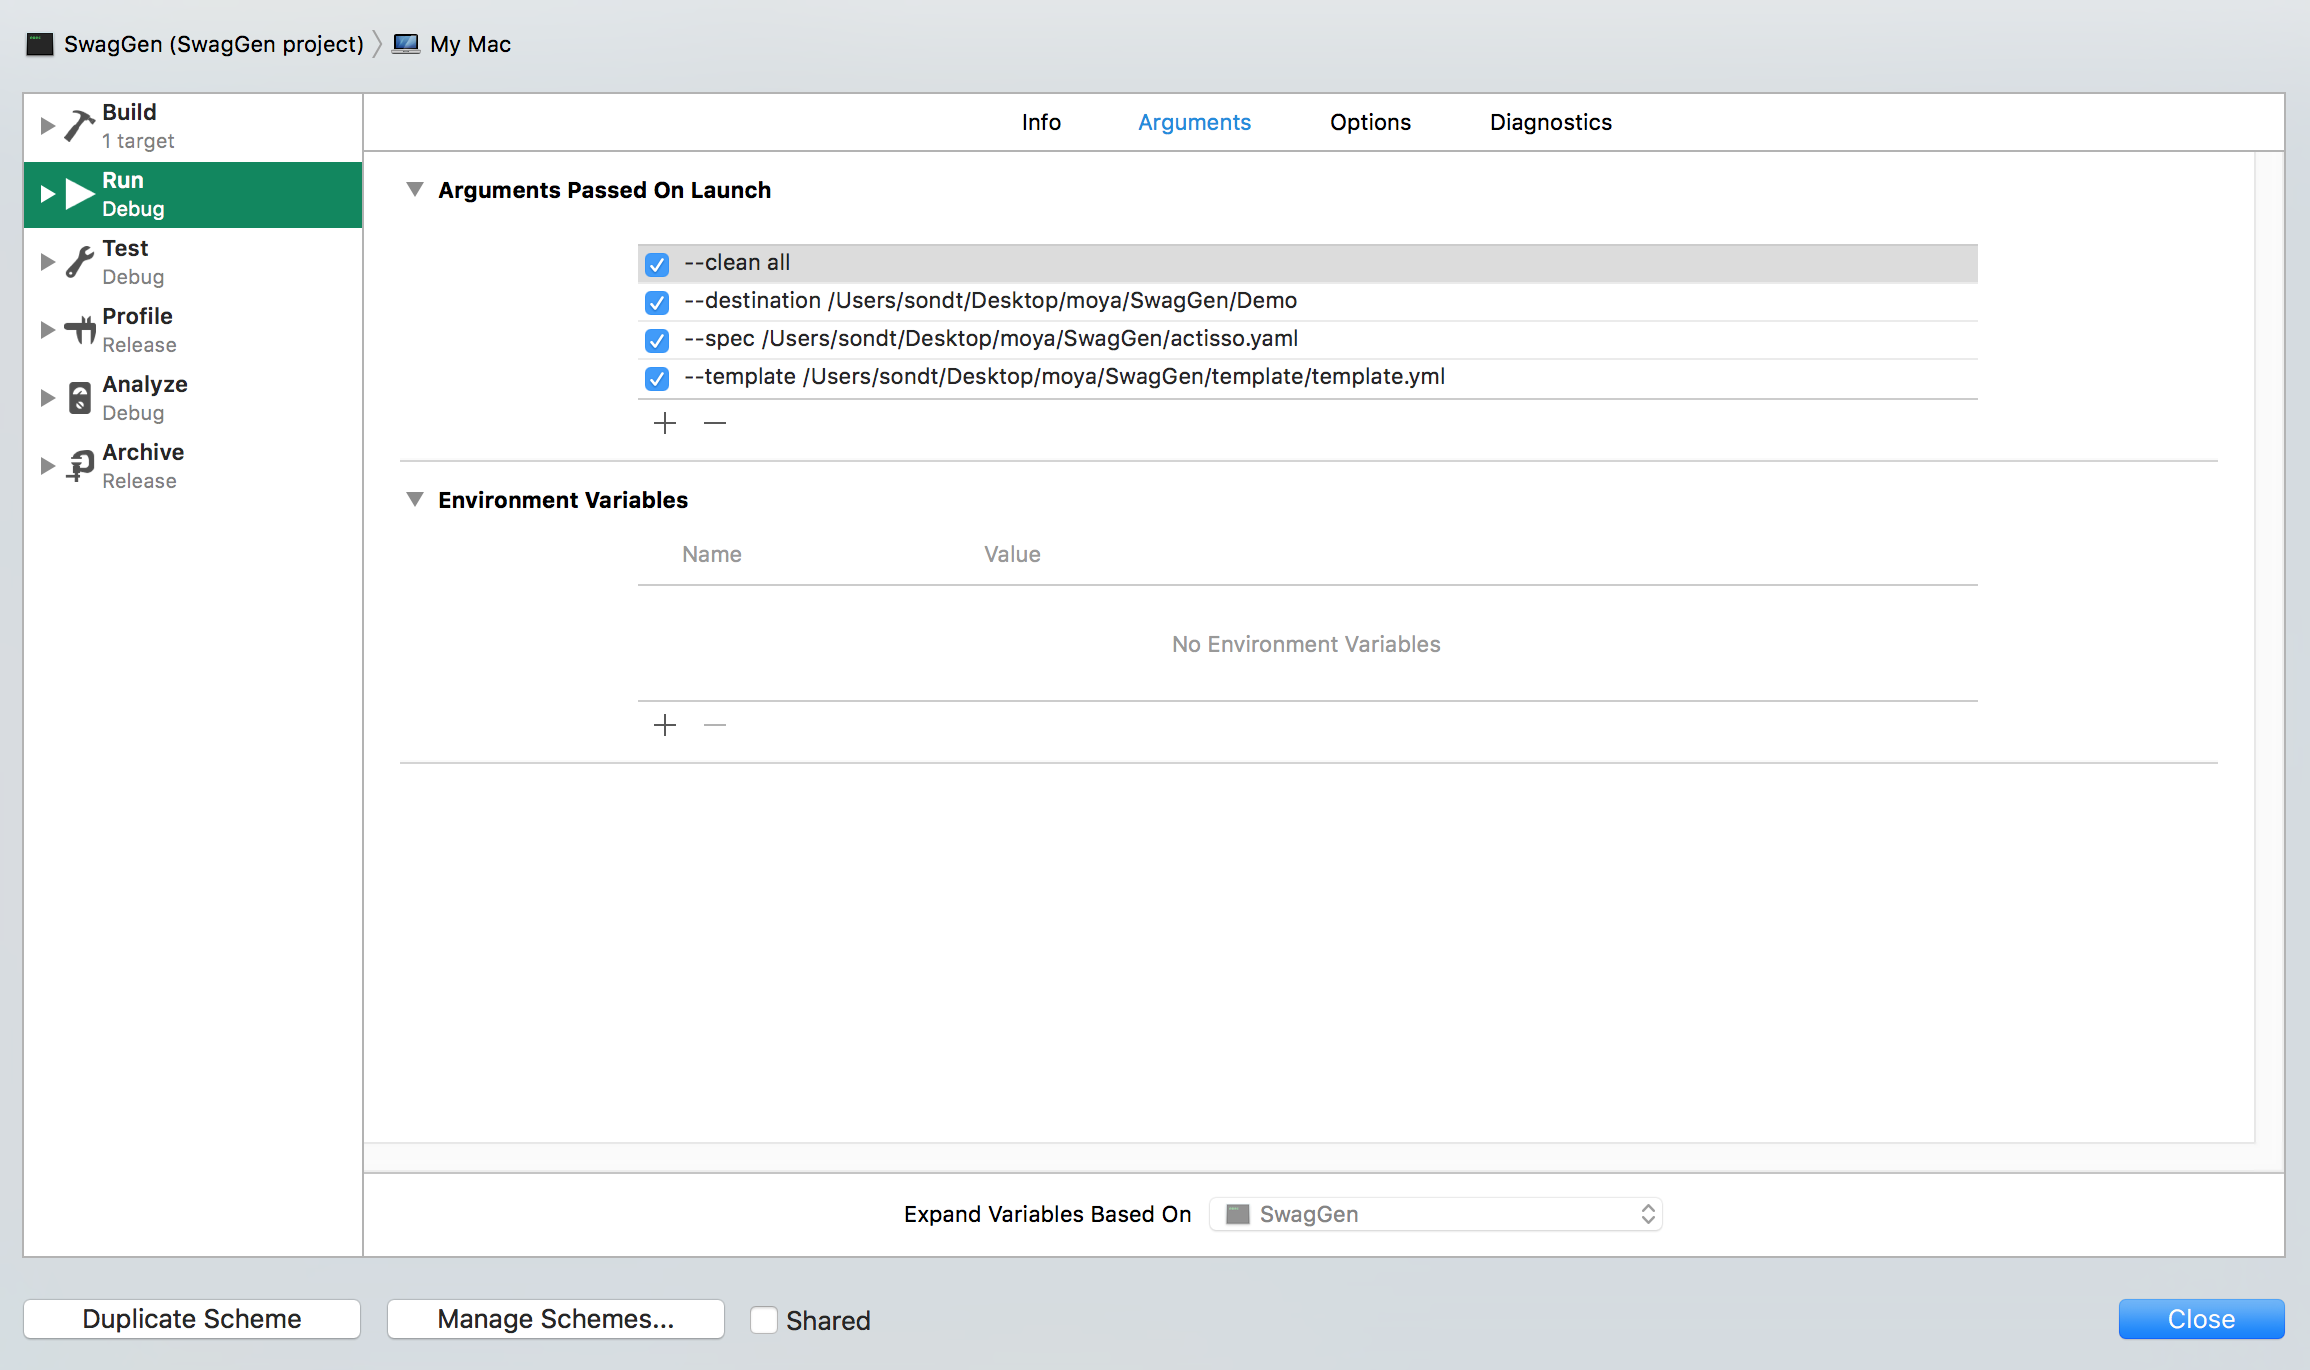 SwagGen (SwagGen project) My Mac
Build
1 target
Run
Debug
Test
Debug
Profile
Release
Analyze
Debug
Archive
Release
Info Arguments Options Diagnostics
Arguments Passed On Launch
--clean all
--destination /Users/sondt/Desktop/moya/SwagGen/Demo
--spec /Users/sondt/Desktop/moya/SwagGen/actisso.yaml
--template /Users/sondt/Desktop/moya/SwagGen/template/template.yml
Environment Variables
Name Value
No Environment Variables
Expand Variables Based On SwagGen
Duplicate Scheme Manage Schemes... Shared Close